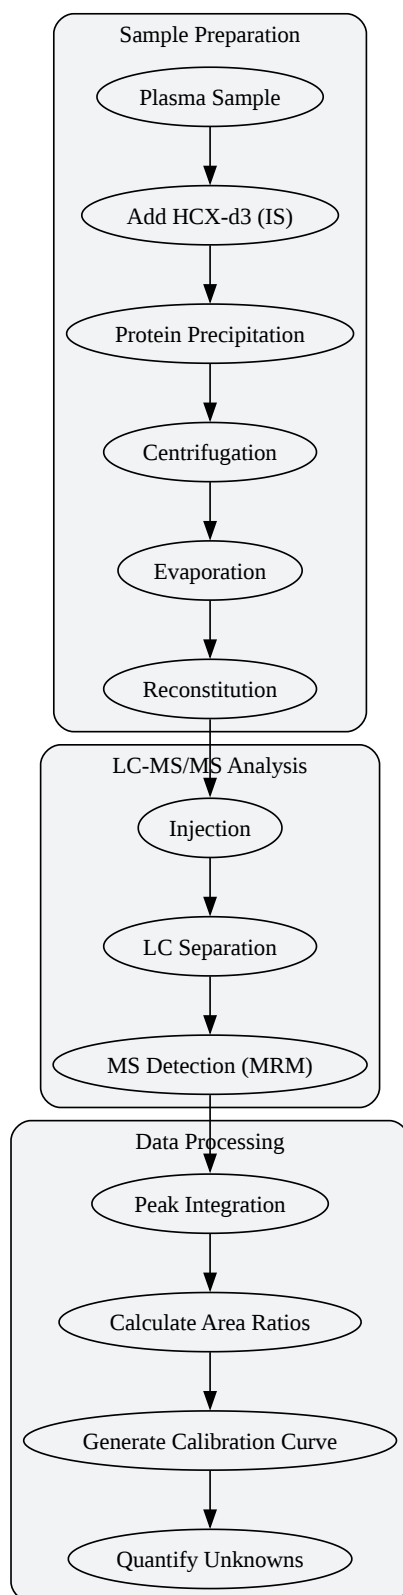 Sample Preparation
Plasma Sample
Add HCX-d3 (IS)
Protein Precipitation
Centrifugation
Evaporation
Reconstitution
LC-MS/MS Analysis
Injection
LC Separation
MS Detection (MRM)
Data Processing
Peak Integration
Calculate Area Ratios
Generate Calibration Curve
Quantify Unknowns